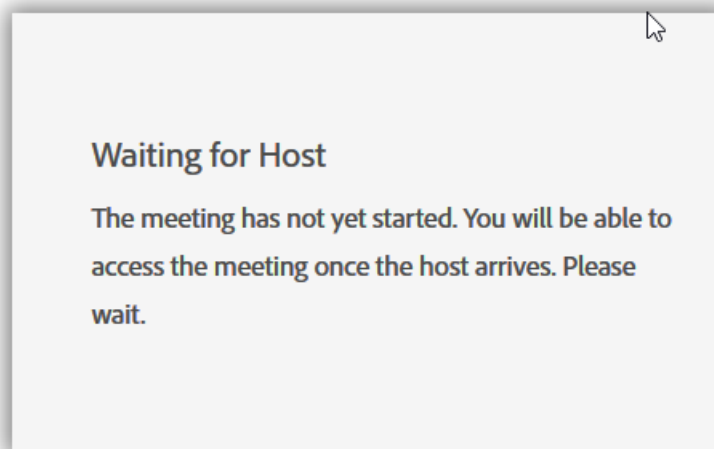 Waiting for Host
The meeting has not yet started. You will be able to
access the meeting once the host arrives. Please
wait.